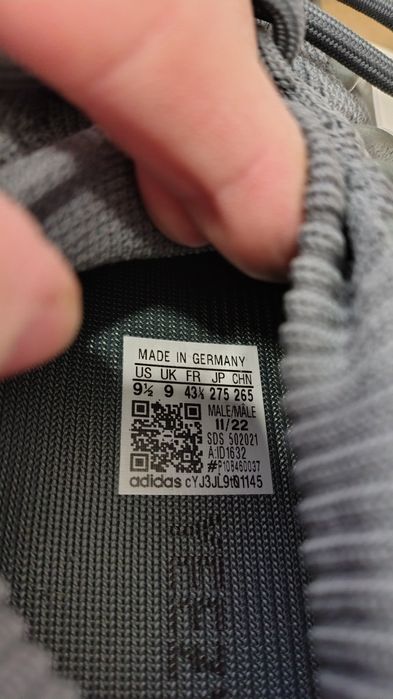 MADE IN GERMANY
US UK FR JP CHN
9½ 9 43⅓ 275 265
MALE/MÂLE
11/22
SDS 502021
A:ID1632
#P108460037
adidas cYJ3JL9t01145